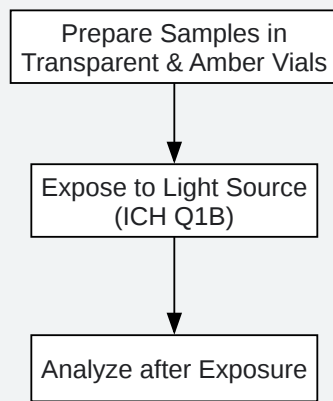 Prepare Samples in
Transparent & Amber Vials
Expose to Light Source
(ICH Q1B)
Analyze after Exposure